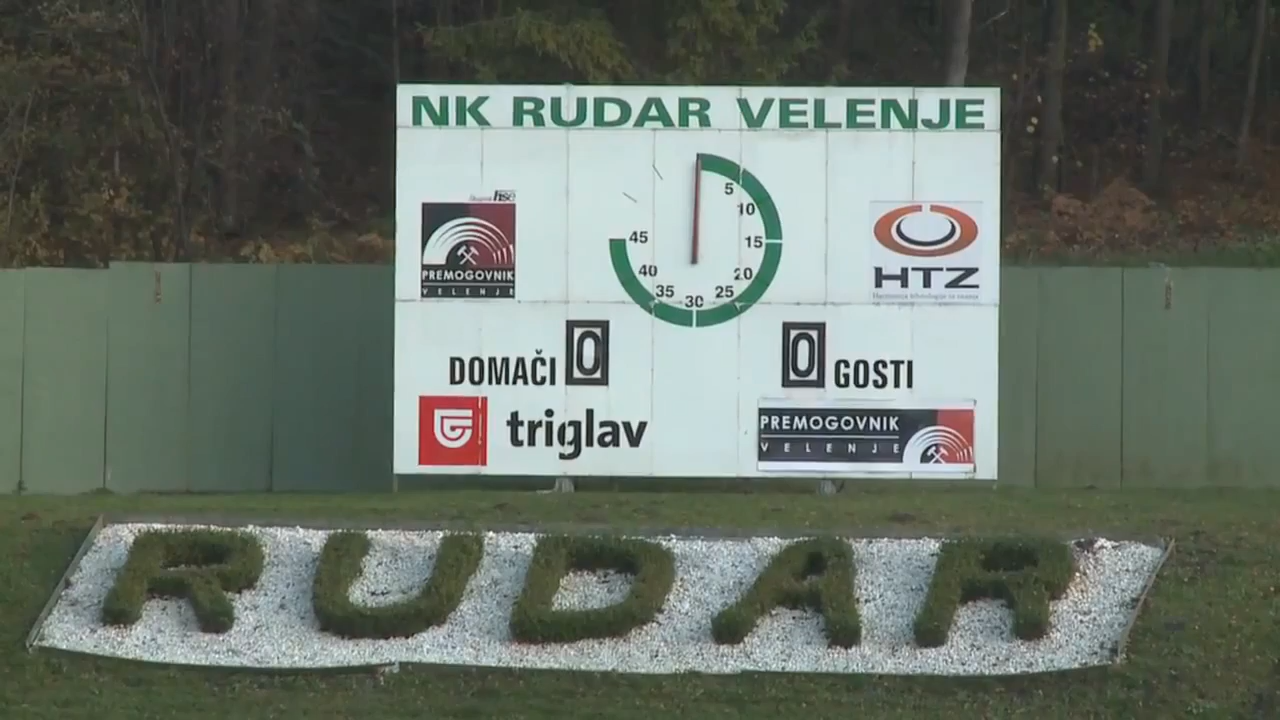 NK RUDAR VELENJE
hse
PREMOGOVNIK
VELENJE
5
10
15
20
25
30
35
40
45
HTZ
DOMAČI 0
0 GOSTI
triglav
PREMOGOVNIK
VELENJE
RUDAR